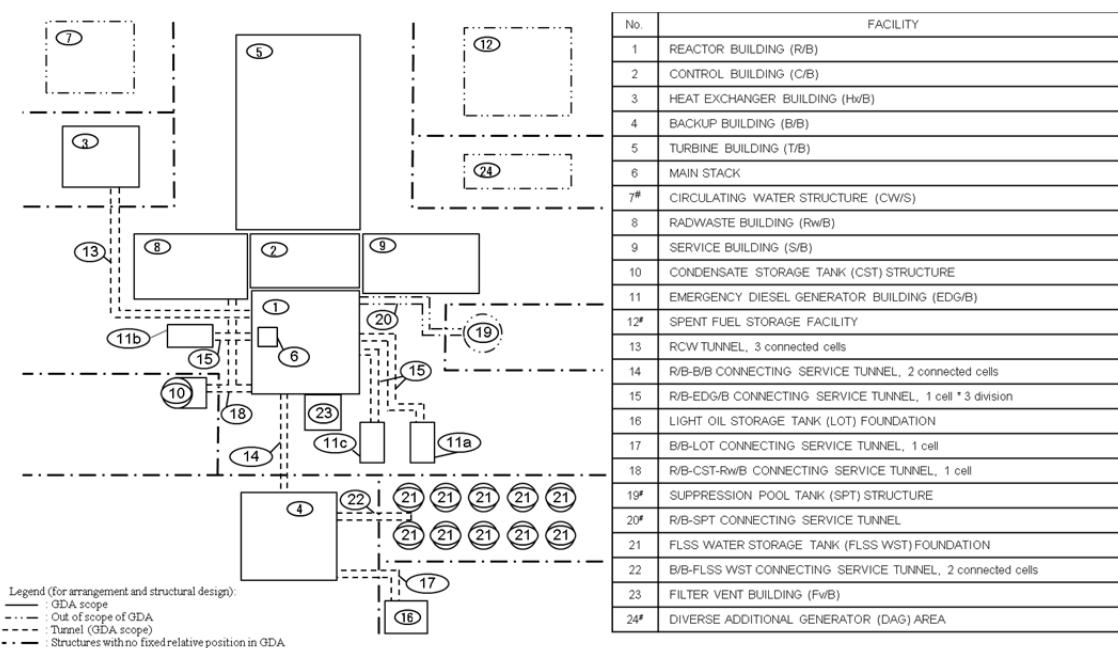 7
5
12
3
24
13
8
2
9
1
20
19
11b
15
6
15
10
18
23
14
11c
11a
4
22
21 21 21 21 21
21 21 21 21 21
17
16
Legend (for arrangement and structural design):
: GDA scope
: Out of scope of GDA
: Tunnel (GDA scope)
: Structures with no fixed relative position in GDA
No. FACILITY
1 REACTOR BUILDING (R/B)
2 CONTROL BUILDING (C/B)
3 HEAT EXCHANGER BUILDING (Hx/B)
4 BACKUP BUILDING (B/B)
5 TURBINE BUILDING (T/B)
6 MAIN STACK
7# CIRCULATING WATER STRUCTURE (CW/S)
8 RADWASTE BUILDING (Rw/B)
9 SERVICE BUILDING (S/B)
10 CONDENSATE STORAGE TANK (CST) STRUCTURE
11 EMERGENCY DIESEL GENERATOR BUILDING (EDG/B)
12# SPENT FUEL STORAGE FACILITY
13 RCW TUNNEL, 3 connected cells
14 R/B-B/B CONNECTING SERVICE TUNNEL, 2 connected cells
15 R/B-EDG/B CONNECTING SERVICE TUNNEL, 1 cell * 3 division
16 LIGHT OIL STORAGE TANK (LOT) FOUNDATION
17 B/B-LOT CONNECTING SERVICE TUNNEL, 1 cell
18 R/B-CST-Rw/B CONNECTING SERVICE TUNNEL, 1 cell
19# SUPPRESSION POOL TANK (SPT) STRUCTURE
20# R/B-SPT CONNECTING SERVICE TUNNEL
21 FLSS WATER STORAGE TANK (FLSS WST) FOUNDATION
22 B/B-FLSS WST CONNECTING SERVICE TUNNEL, 2 connected cells
23 FILTER VENT BUILDING (Fv/B)
24# DIVERSE ADDITIONAL GENERATOR (DAG) AREA